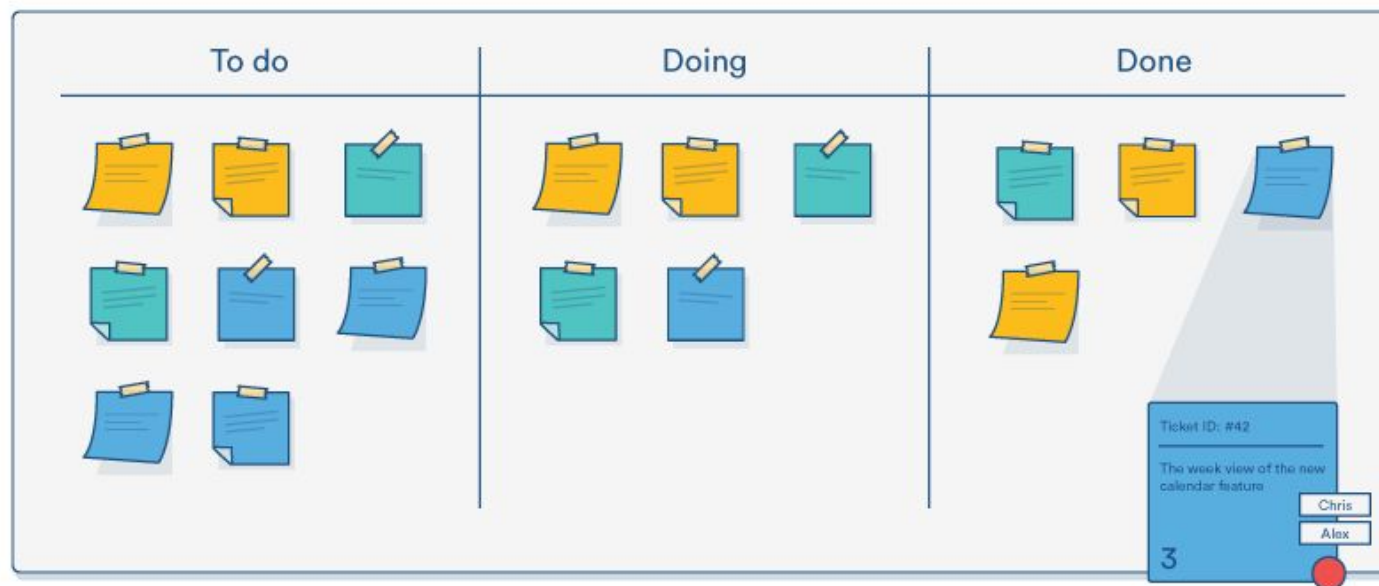 To do
Doing
Done
Ticket ID: #42
The week view of the new
calendar feature
Chris
Alex
3